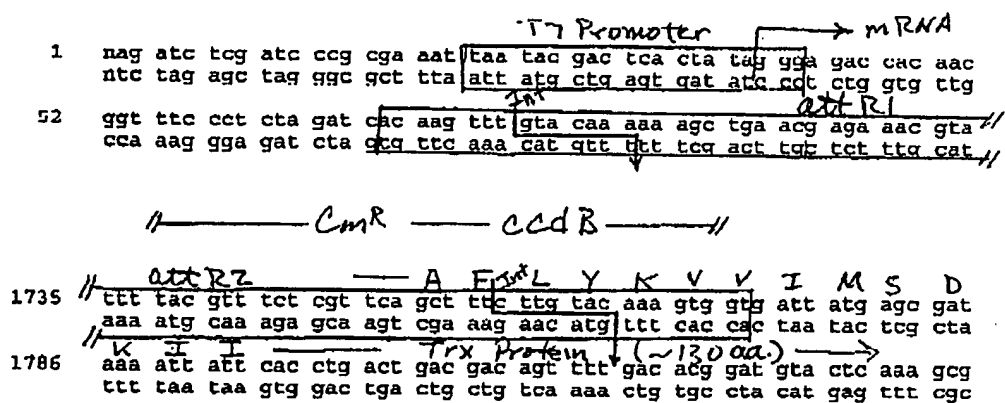 T7 Promoter mRNA
1 nag atc tcg atc ccg cga aat taa tac gac tca cta tag gga gac cac aac
ntc tag agc tag ggc gct tta att atg ctg agt gat atc cct ctg gtg ttg
Int attR1
52 ggt ttc cct cta gat cac aag ttt gta caa aaa agc tga acg aga aac gta
cca aag gga gat cta gtg ttc aaa cat gtt ttt tcg act tgc tct ttg cat
CmR ccdB
attR2 A F Int L Y K V V I M S D
1735 ttt tac gtt tct cgt tca gct ttc ttg tac aaa gtg gtg att atg agc gat
aaa atg caa aga gca agt cga aag aac atg ttt cac cac taa tac tcg cta
K I I Trx Protein (~130 aa.)
1786 aaa att att cac ctg act gac gac agt ttt gac acg gat gta ctc aaa gcg
ttt taa taa gtg gac tga ctg ctg tca aaa ctg tgc cta cat gag ttt cgc